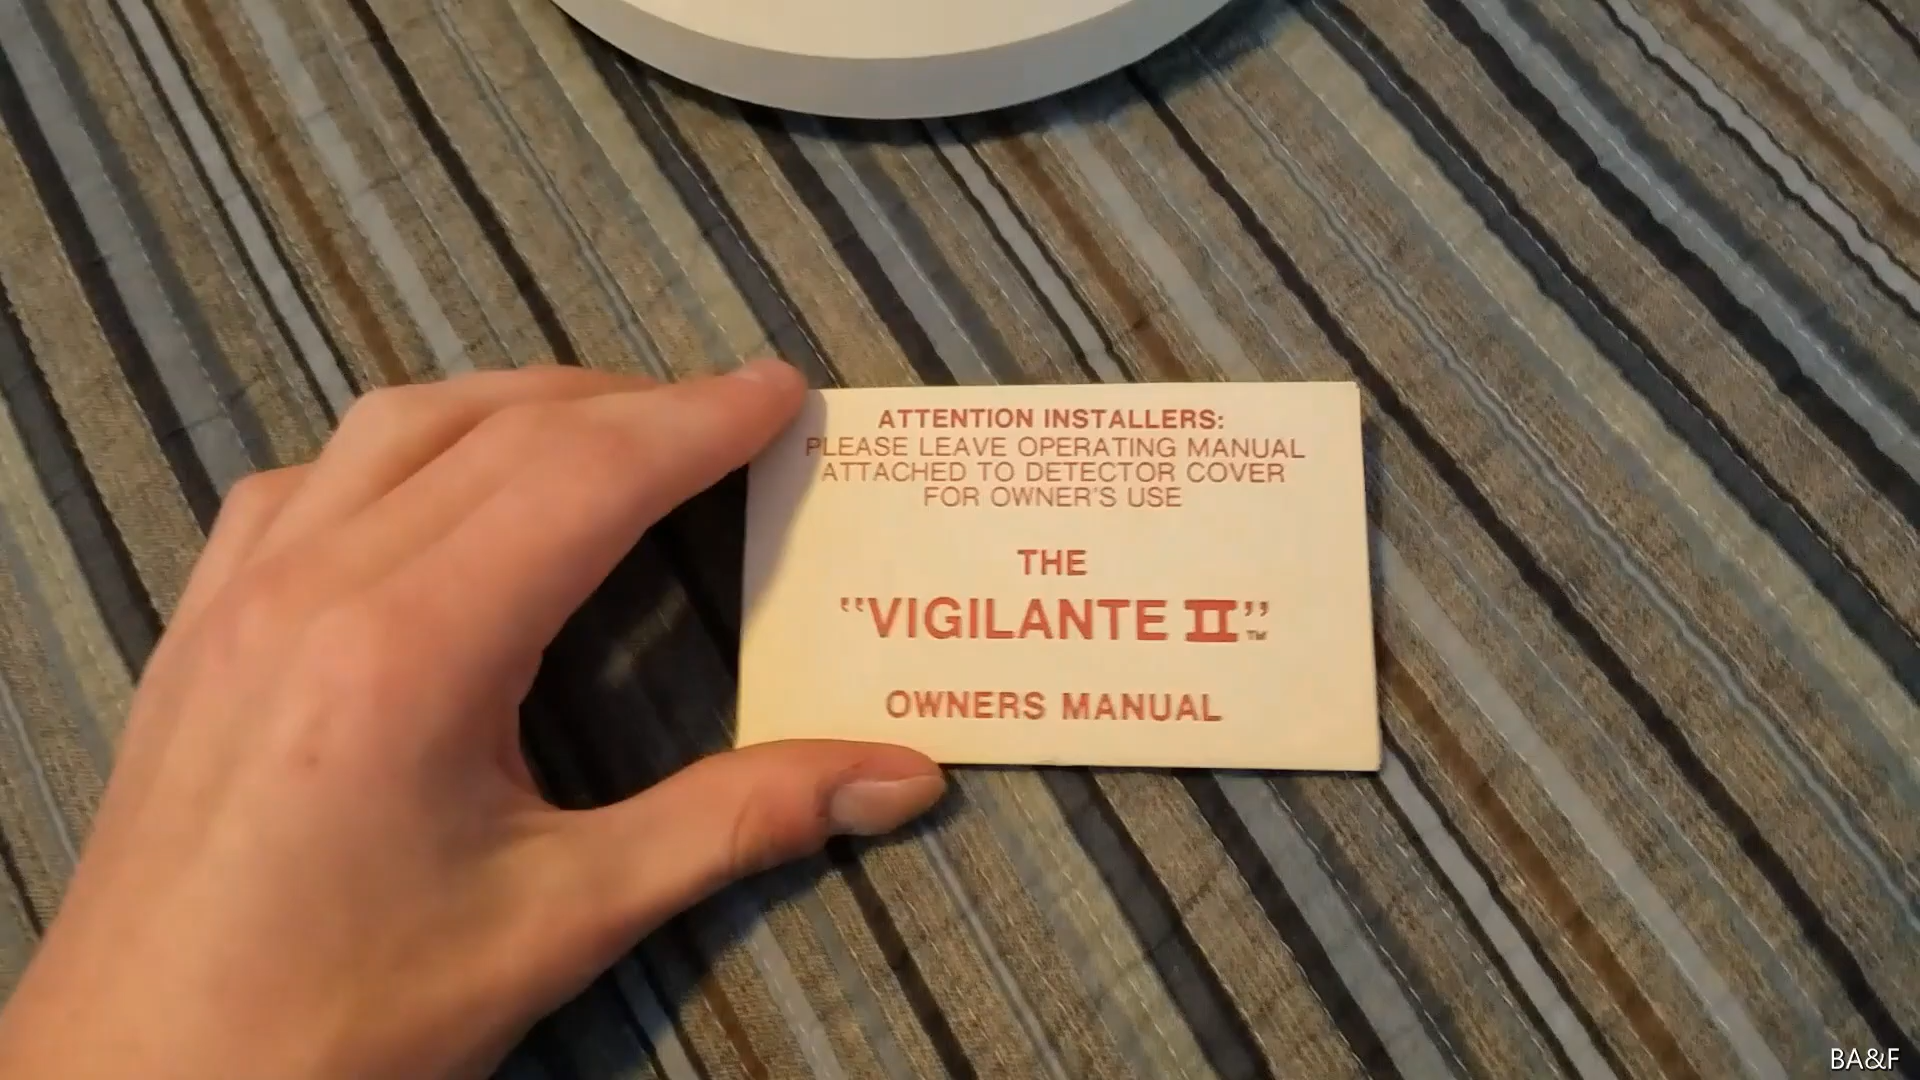 ATTENTION INSTALLERS:
PLEASE LEAVE OPERATING MANUAL
ATTACHED TO DETECTOR COVER
FOR OWNER'S USE
THE
"VIGILANTE II"™
OWNERS MANUAL
BA&F